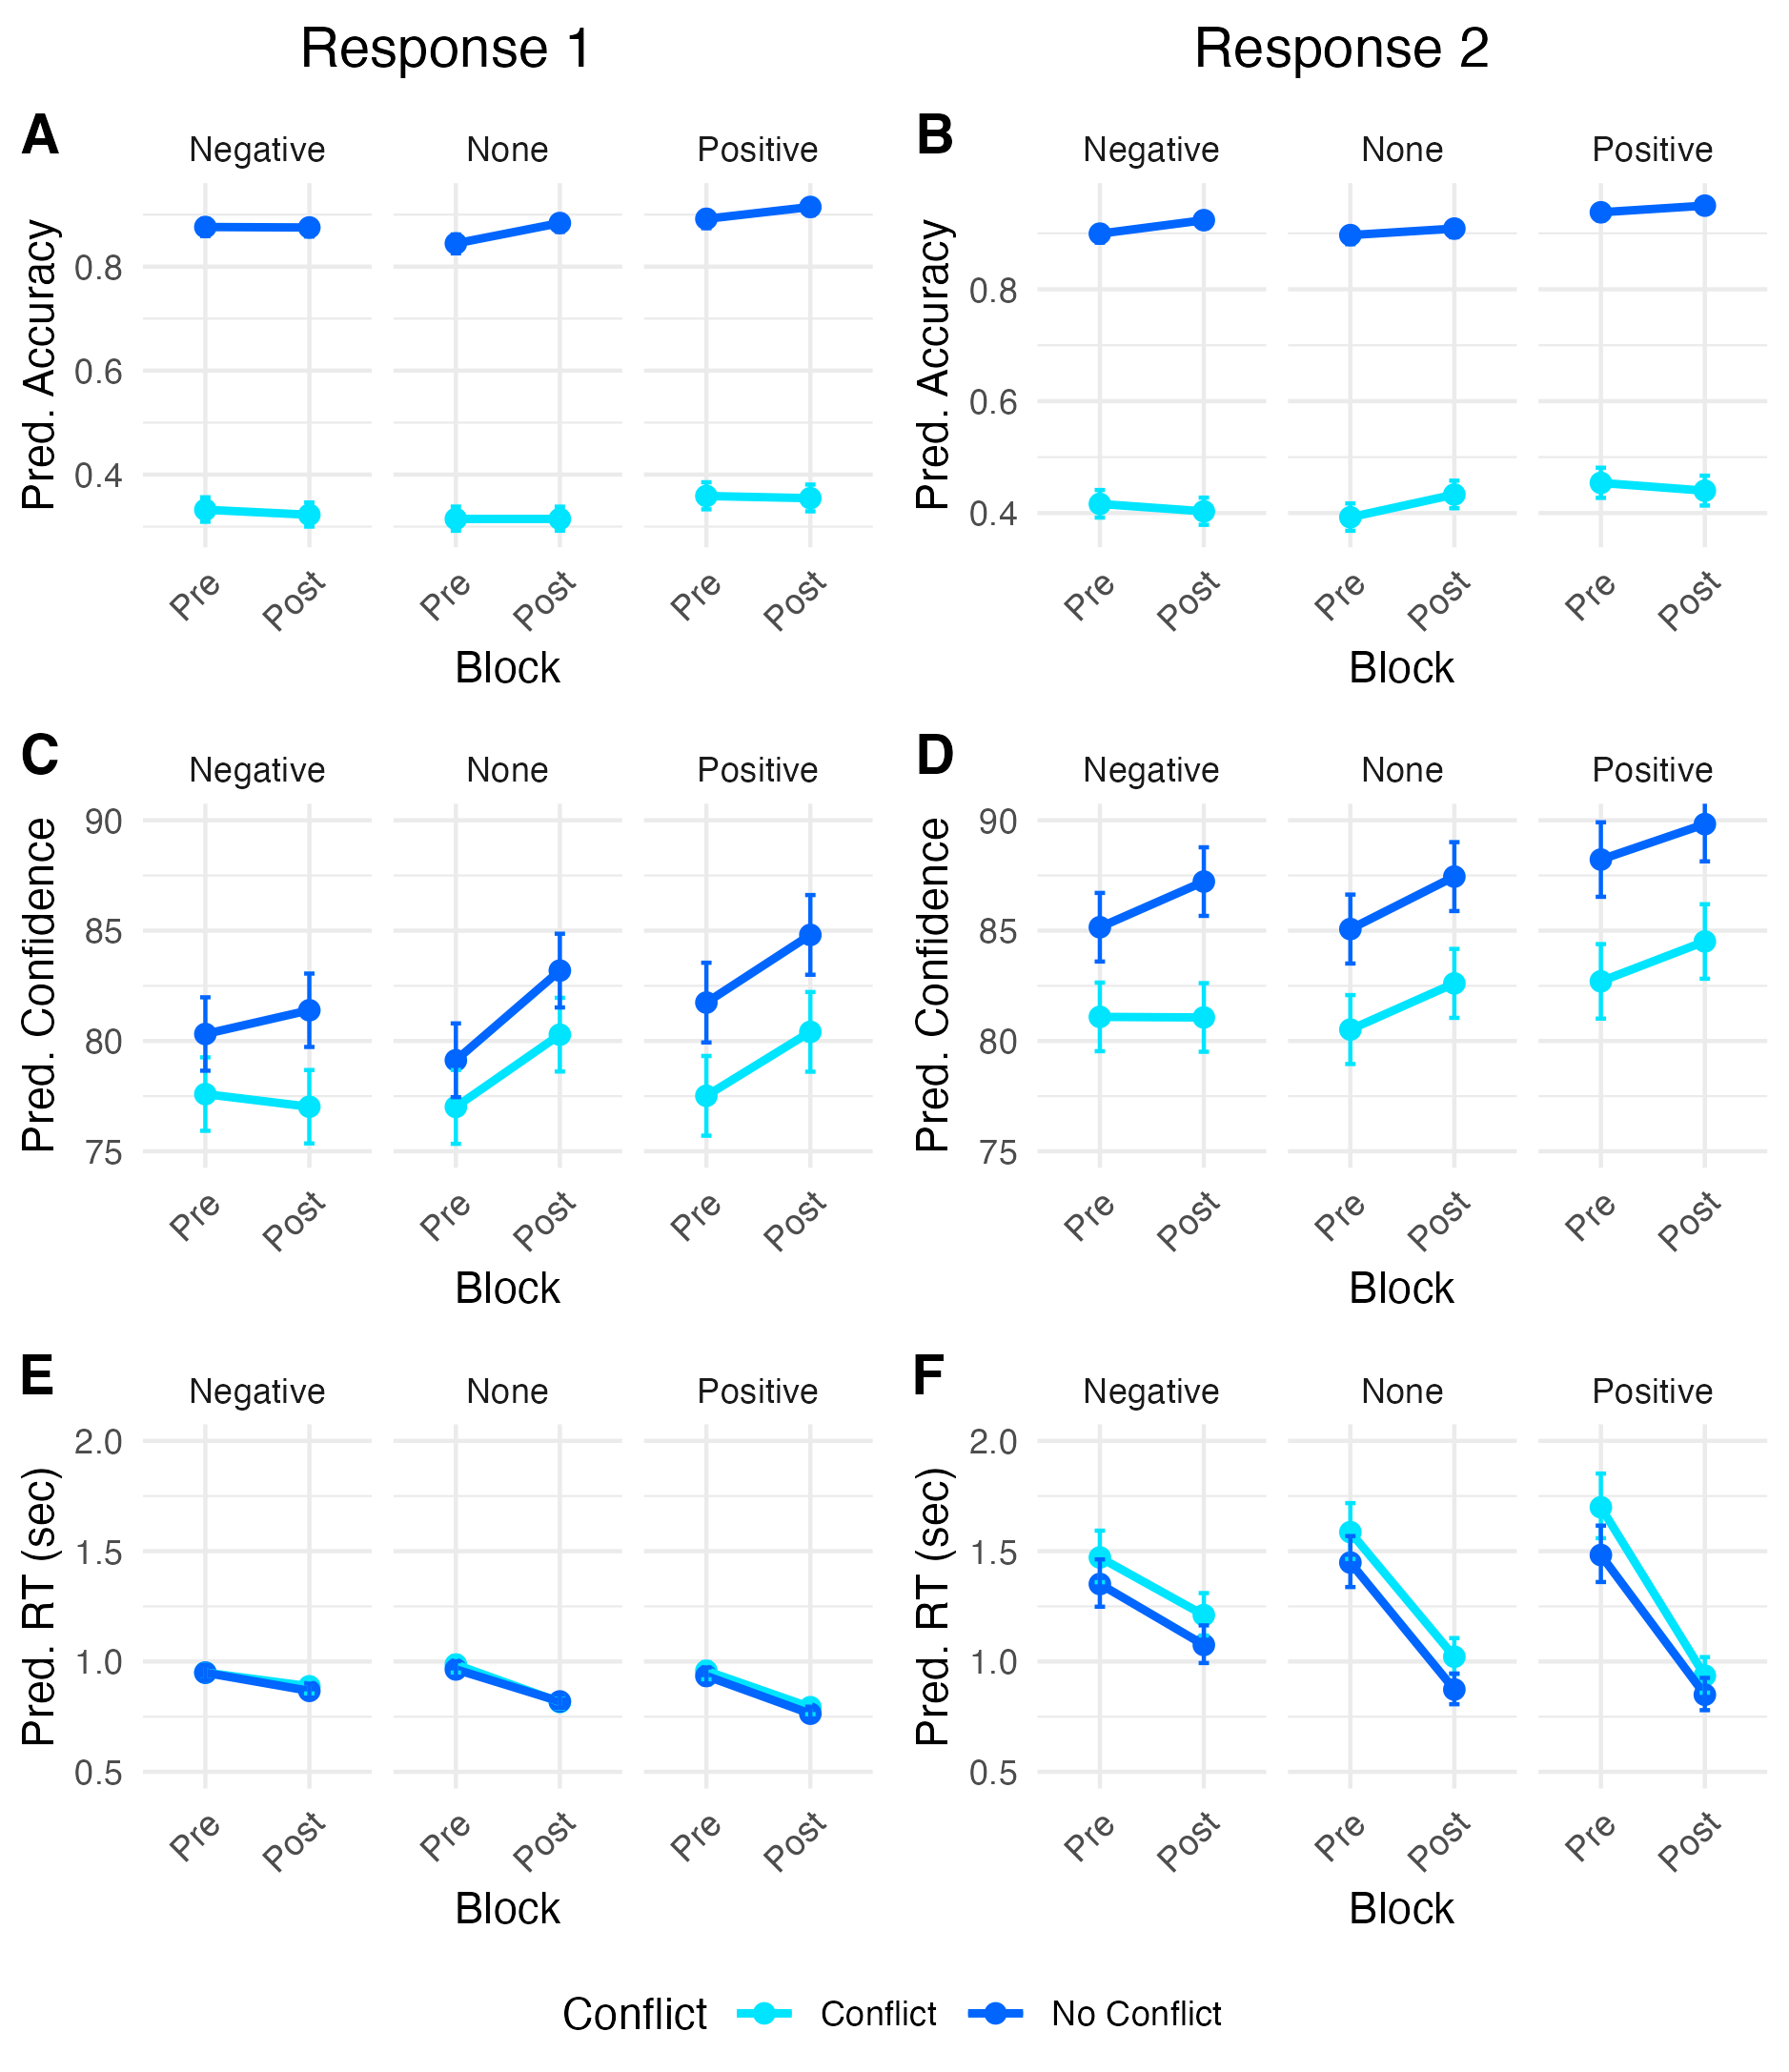 Response 1
Response 2
A
Negative None Positive
Pred. Accuracy
0.8
0.6
0.4
Pre Post Pre Post Pre Post
Block
B
Negative None Positive
Pred. Accuracy
0.8
0.6
0.4
Pre Post Pre Post Pre Post
Block
C
Negative None Positive
Pred. Confidence
90
85
80
75
Pre Post Pre Post Pre Post
Block
D
Negative None Positive
Pred. Confidence
90
85
80
75
Pre Post Pre Post Pre Post
Block
E
Negative None Positive
Pred. RT (sec)
2.0
1.5
1.0
0.5
Pre Post Pre Post Pre Post
Block
F
Negative None Positive
Pred. RT (sec)
2.0
1.5
1.0
0.5
Pre Post Pre Post Pre Post
Block
Conflict Conflict No Conflict